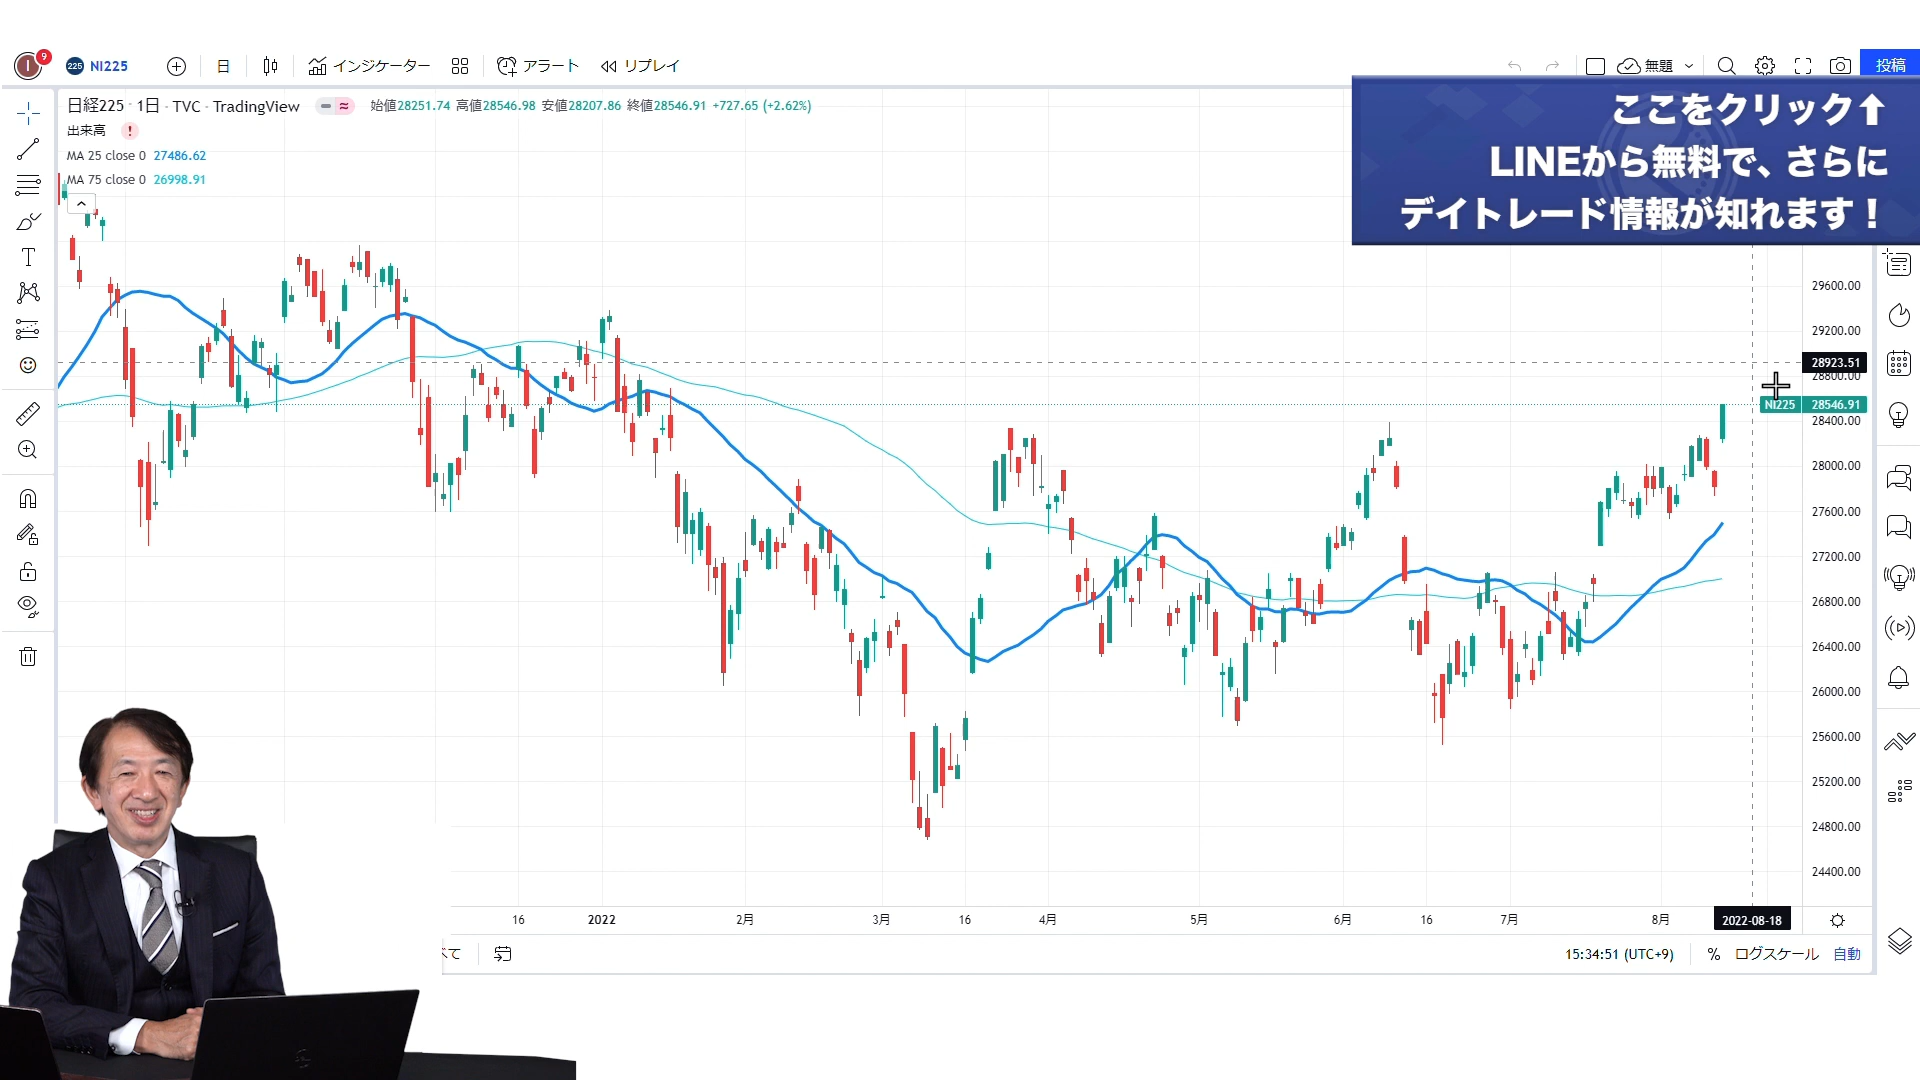 I
9
225
NI225
日
インジケーター
アラート
リプレイ
無題
投稿
ここをクリック⬆
LINEから無料で、さらに
デイトレード情報が知れます！
日経225 · 1日 · TVC · TradingView
始値28251.74 高値28546.98 安値28207.86 終値28546.91 +727.65 (+2.62%)
出来高
!
MA 25 close 0 27486.62
MA 75 close 0 26998.91
29600.00
29200.00
28923.51
28800.00
NI225 28546.91
28400.00
28000.00
27600.00
27200.00
26800.00
26400.00
26000.00
25600.00
25200.00
24800.00
24400.00
16
2022
2月
3月
16
4月
5月
6月
16
7月
8月
2022-08-18
べて
15:34:51 (UTC+9)
%
ログスケール
自動